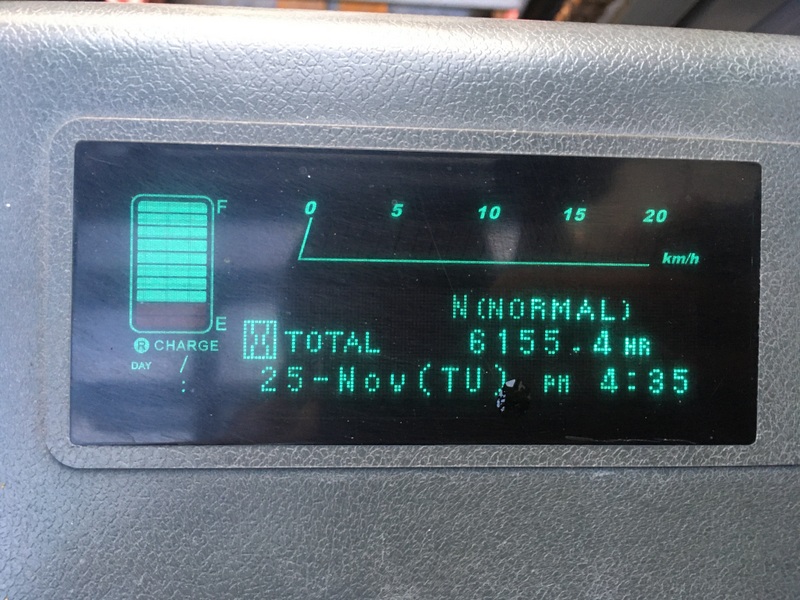 F
0 5 10 15 20
km/h
N(NORMAL)
E
R CHARGE
TOTAL 6155.4 HR
DAY / :
25-Nov(TU) PM 4:35